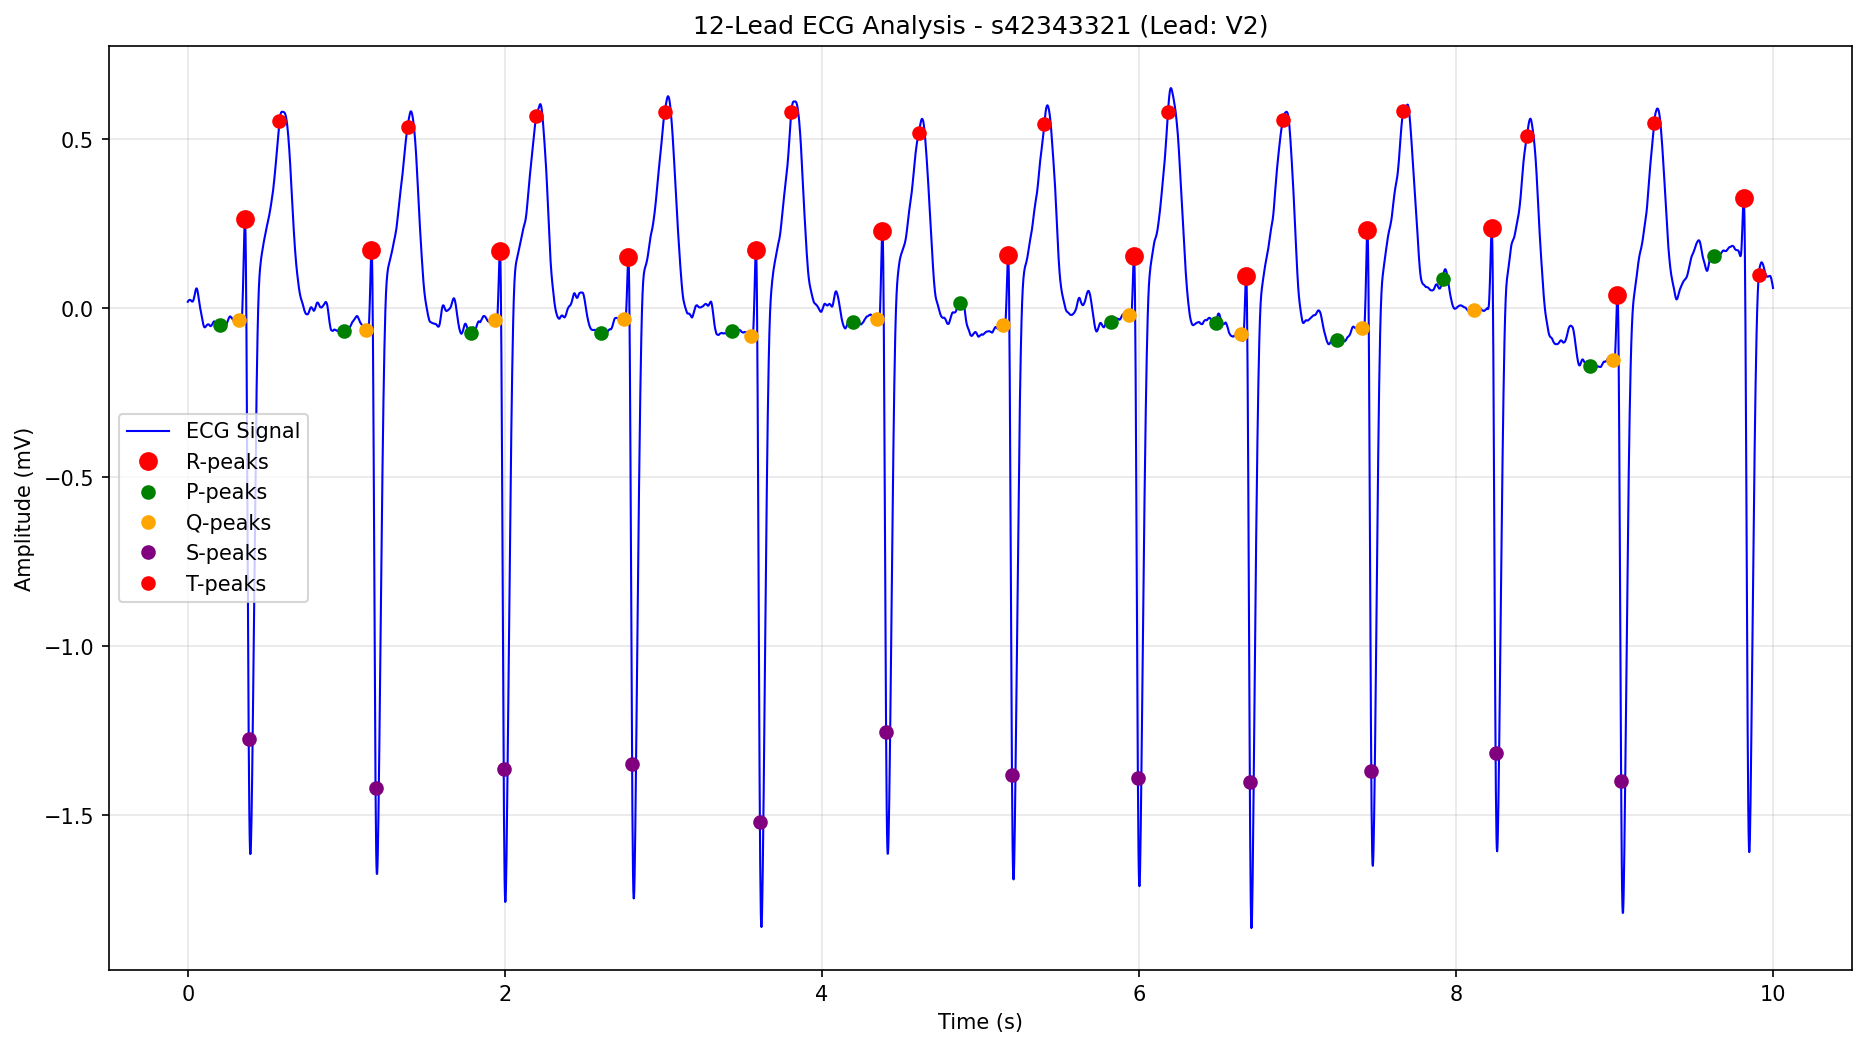 12-Lead ECG Analysis - s42343321 (Lead: V2)
Amplitude (mV)
0.5
0.0
−0.5
−1.0
−1.5
ECG Signal
R-peaks
P-peaks
Q-peaks
S-peaks
T-peaks
0 2 4 6 8 10
Time (s)